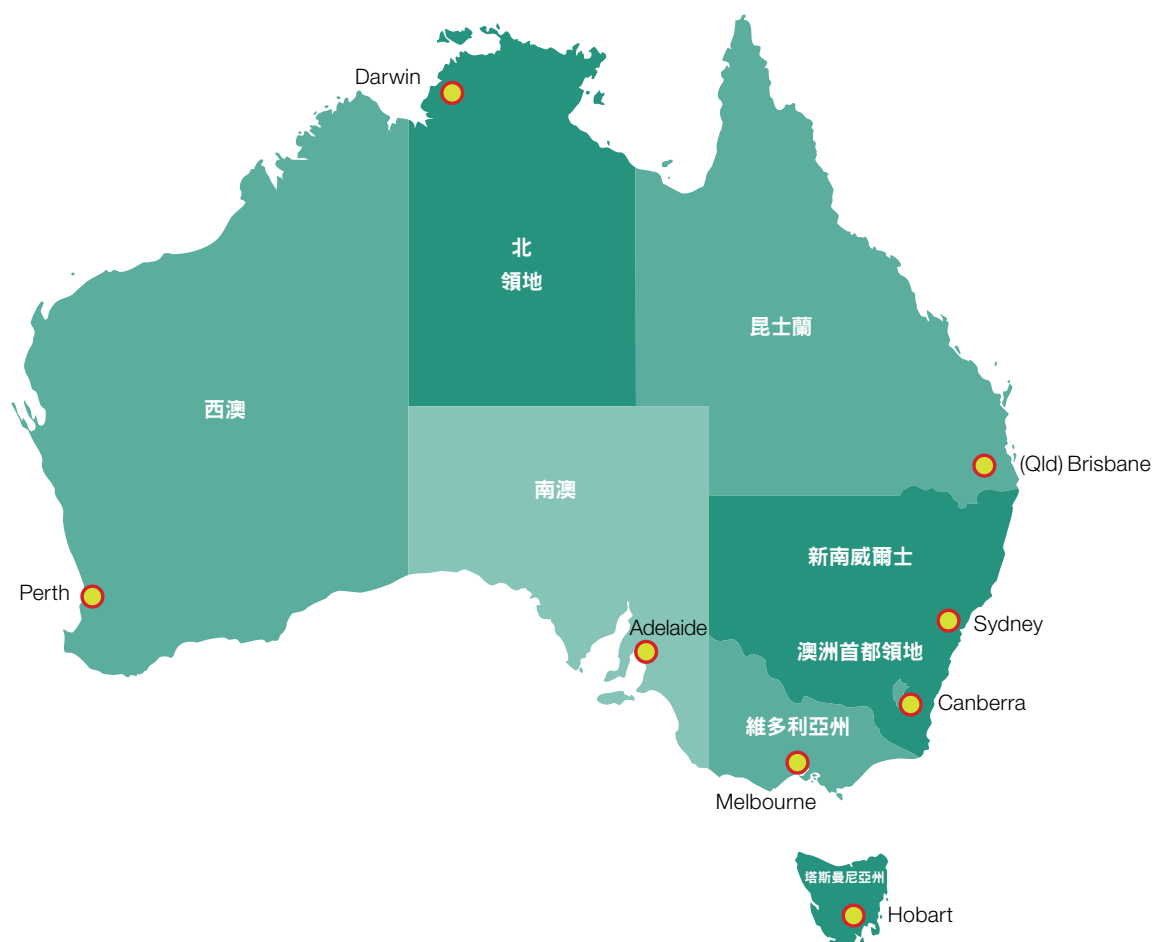 Darwin
北
領地
昆士蘭
西澳
(Qld) Brisbane
南澳
新南威爾士
Perth
Sydney
Adelaide
澳洲首都領地
Canberra
維多利亞州
Melbourne
塔斯曼尼亞州
Hobart